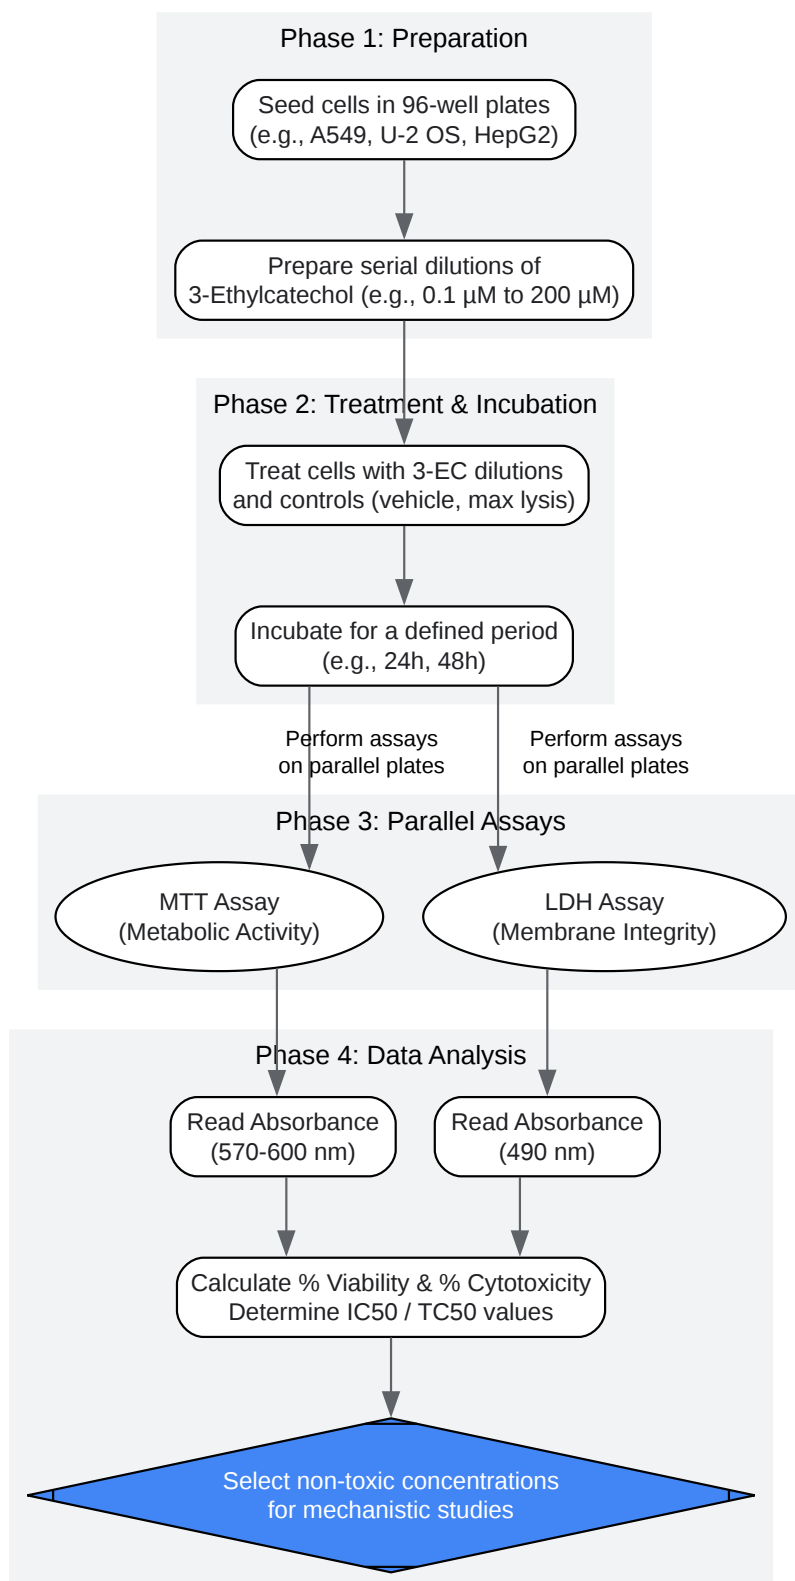 Phase 1: Preparation
Seed cells in 96-well plates
(e.g., A549, U-2 OS, HepG2)
Prepare serial dilutions of
3-Ethylcatechol (e.g., 0.1 µM to 200 µM)
Phase 2: Treatment & Incubation
Treat cells with 3-EC dilutions
and controls (vehicle, max lysis)
Incubate for a defined period
(e.g., 24h, 48h)
Perform assays
on parallel plates
Perform assays
on parallel plates
Phase 3: Parallel Assays
MTT Assay
(Metabolic Activity)
LDH Assay
(Membrane Integrity)
Phase 4: Data Analysis
Read Absorbance
(570-600 nm)
Read Absorbance
(490 nm)
Calculate % Viability & % Cytotoxicity
Determine IC50 / TC50 values
Select non-toxic concentrations
for mechanistic studies